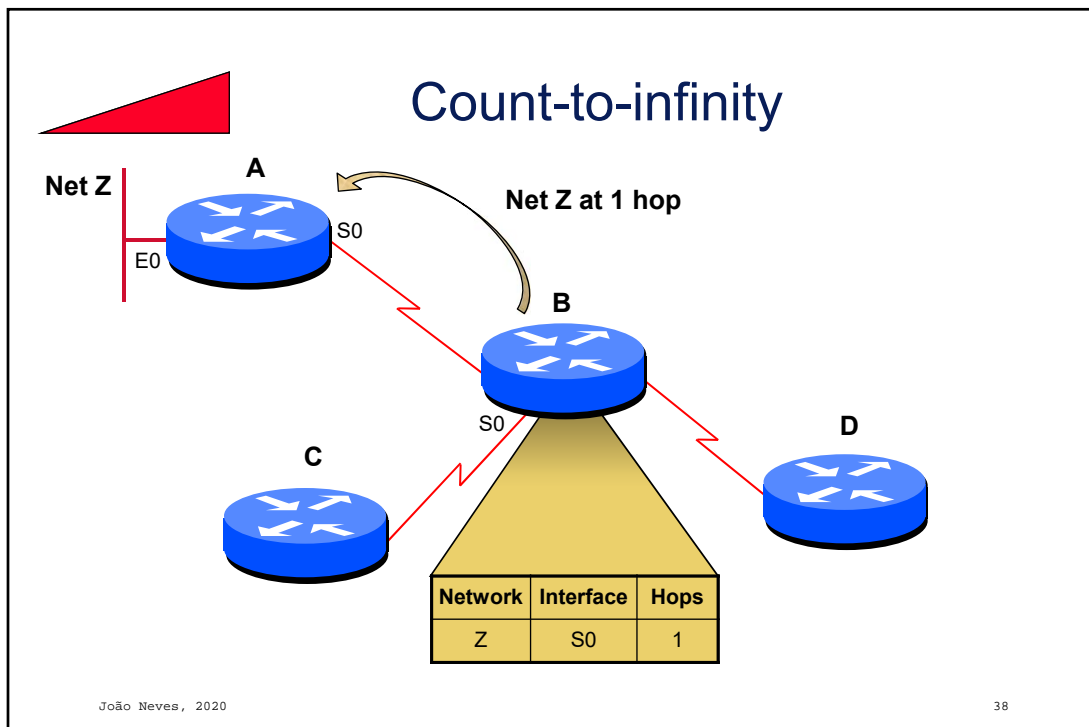 Count-to-infinity
Net Z
A
Net Z at 1 hop
S0
E0
B
S0
C
D
Network Interface Hops
Z S0 1
João Neves, 2020
38